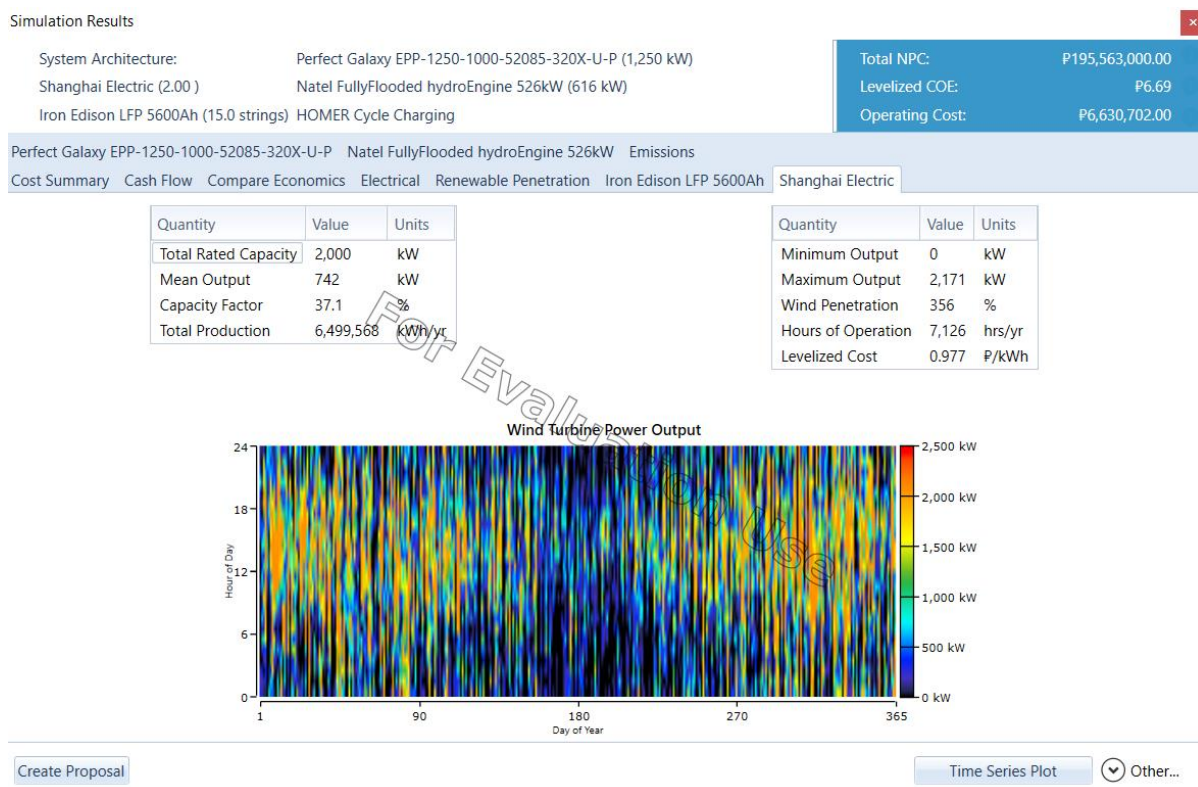 Simulation Results
×
System Architecture: Perfect Galaxy EPP-1250-1000-52085-320X-U-P (1,250 kW)
Shanghai Electric (2.00 ) Natel FullyFlooded hydroEngine 526kW (616 kW)
Iron Edison LFP 5600Ah (15.0 strings) HOMER Cycle Charging
Total NPC: ₽195,563,000.00
Levelized COE: ₽6.69
Operating Cost: ₽6,630,702.00
Perfect Galaxy EPP-1250-1000-52085-320X-U-P Natel FullyFlooded hydroEngine 526kW Emissions
Cost Summary Cash Flow Compare Economics Electrical Renewable Penetration Iron Edison LFP 5600Ah Shanghai Electric
Quantity Value Units
Total Rated Capacity 2,000 kW
Mean Output 742 kW
Capacity Factor 37.1 %
Total Production 6,499,568 kWh/yr
Quantity Value Units
Minimum Output 0 kW
Maximum Output 2,171 kW
Wind Penetration 356 %
Hours of Operation 7,126 hrs/yr
Levelized Cost 0.977 ₽/kWh
For Evaluation Use
Wind Turbine Power Output
24
18
12
6
0
Hour of Day
1 90 180 270 365
Day of Year
2,500 kW
2,000 kW
1,500 kW
1,000 kW
500 kW
0 kW
Create Proposal
Time Series Plot
Other...